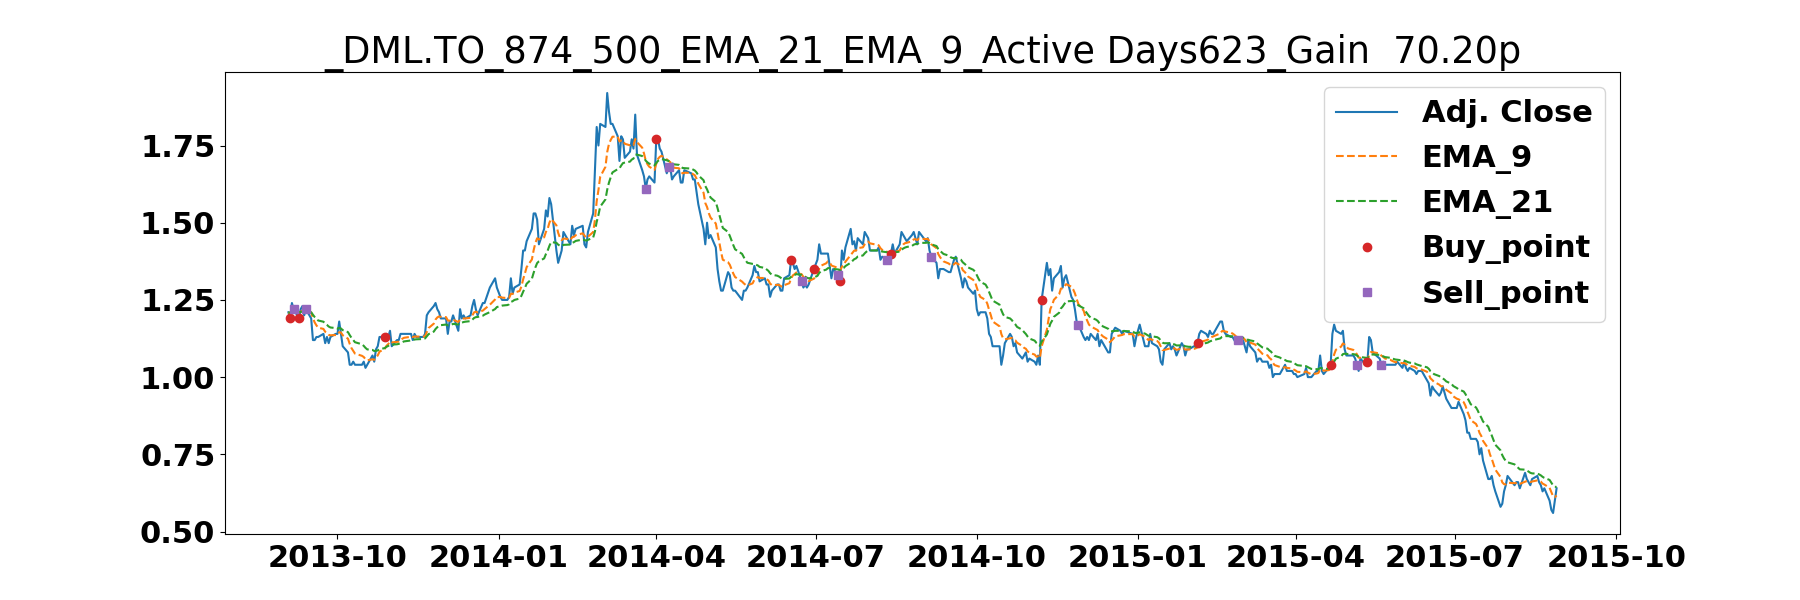 _DML.TO_874_500_EMA_21_EMA_9_Active Days623_Gain  70.20p
Adj. Close
EMA_9
EMA_21
Buy_point
Sell_point
1.75
1.50
1.25
1.00
0.75
0.50
2013-10 2014-01 2014-04 2014-07 2014-10 2015-01 2015-04 2015-07 2015-10